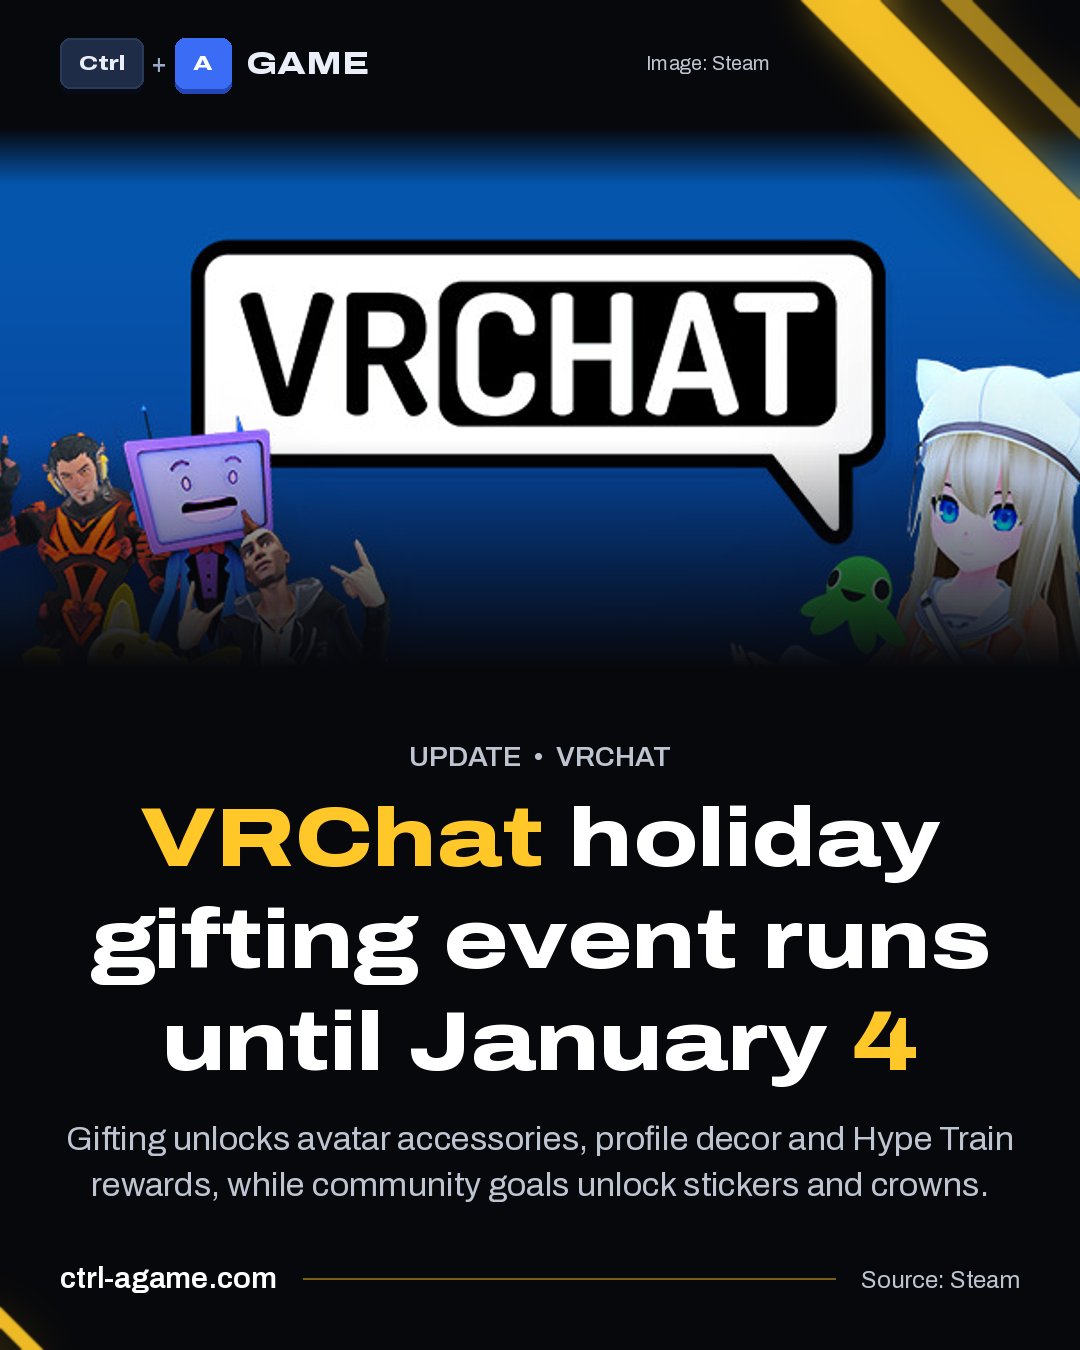 Ctrl + A GAME
Image: Steam
VRCHAT
UPDATE • VRCHAT
VRChat holiday
gifting event runs
until January 4
Gifting unlocks avatar accessories, profile decor and Hype Train
rewards, while community goals unlock stickers and crowns.
ctrl-agame.com
Source: Steam